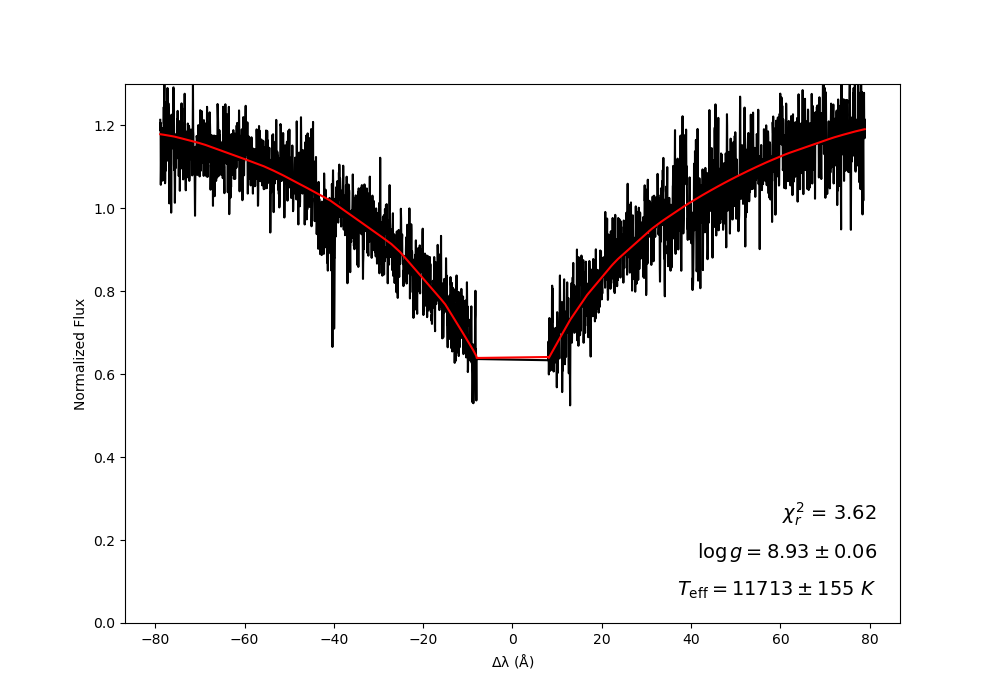 1.2
1.0
0.8
0.6
0.4
0.2
0.0
Normalized Flux
χ²ᵣ = 3.62
log g = 8.93 ± 0.06
T_eff = 11713 ± 155 K
−80 −60 −40 −20 0 20 40 60 80
Δλ (Å)